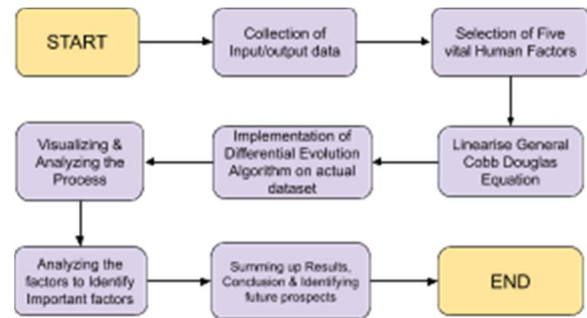 START
Collection of
Input/output data
Selection of Five
vital Human Factors
Linearise General
Cobb Douglas
Equation
Implementation of
Differential Evolution
Algorithm on actual
dataset
Visualizing &
Analyzing the
Process
Analyzing the
factors to Identify
Important factors
Summing up Results,
Conclusion & Identifying
future prospects
END